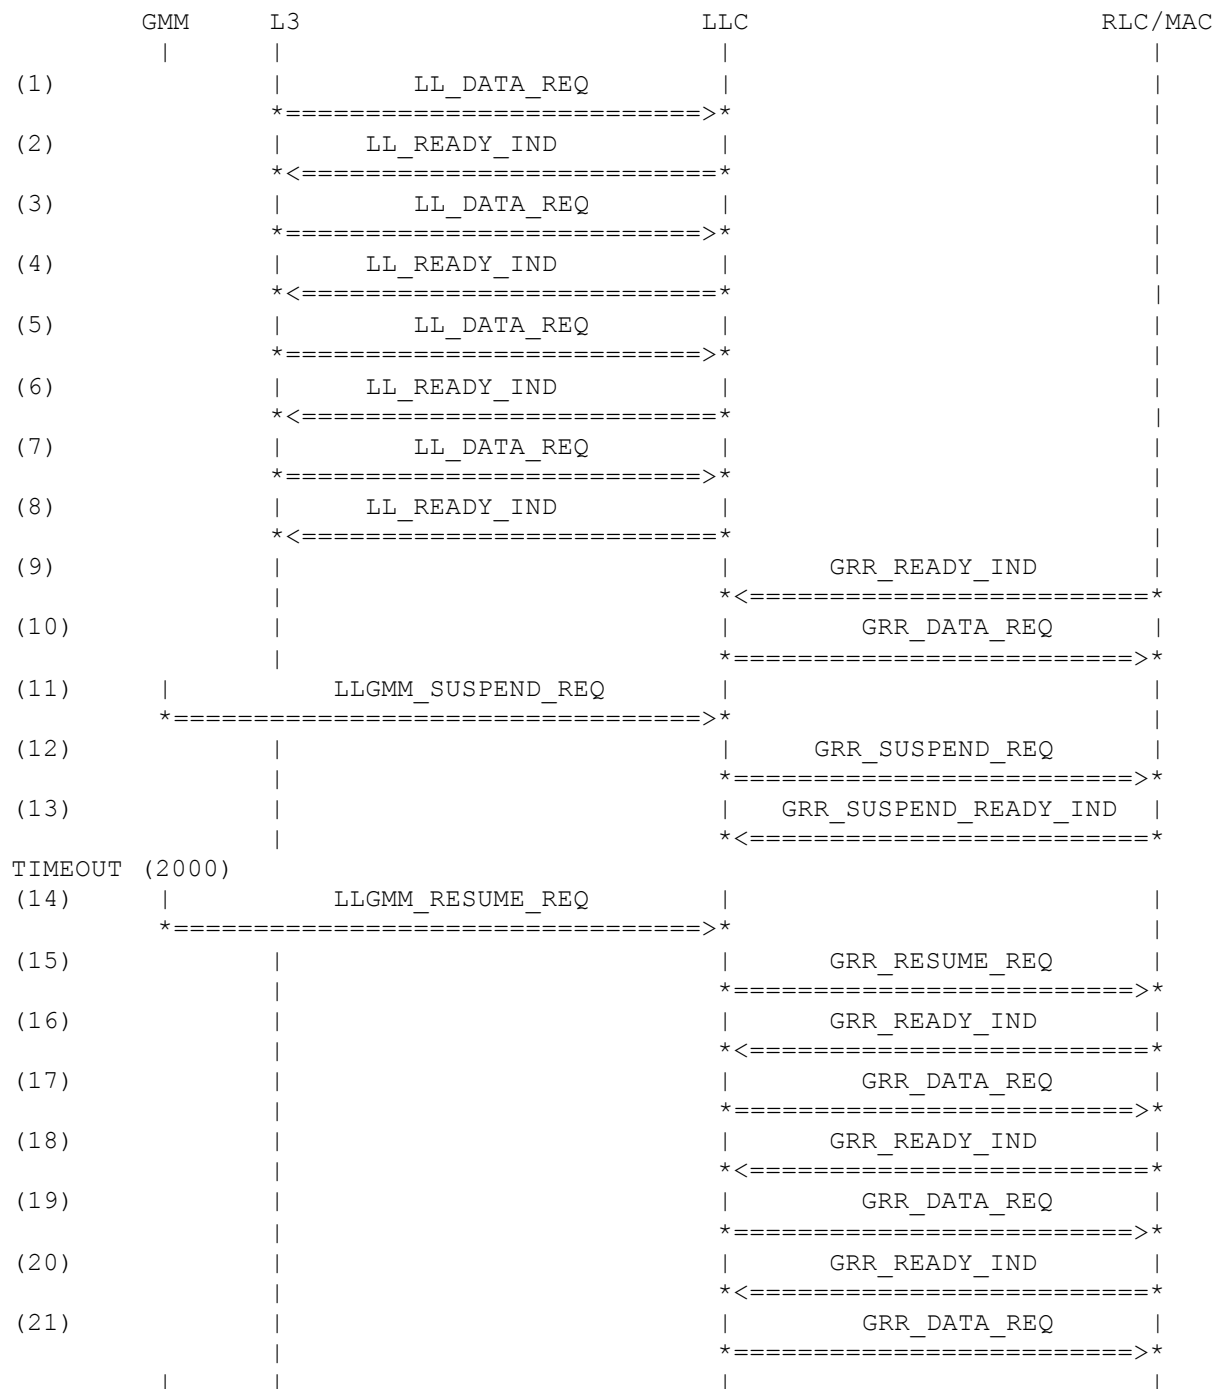 GMM L3 LLC RLC/MAC
(1) LL_DATA_REQ
(2) LL_READY_IND
(3) LL_DATA_REQ
(4) LL_READY_IND
(5) LL_DATA_REQ
(6) LL_READY_IND
(7) LL_DATA_REQ
(8) LL_READY_IND
(9) GRR_READY_IND
(10) GRR_DATA_REQ
(11) LLGMM_SUSPEND_REQ
(12) GRR_SUSPEND_REQ
(13) GRR_SUSPEND_READY_IND
TIMEOUT (2000)
(14) LLGMM_RESUME_REQ
(15) GRR_RESUME_REQ
(16) GRR_READY_IND
(17) GRR_DATA_REQ
(18) GRR_READY_IND
(19) GRR_DATA_REQ
(20) GRR_READY_IND
(21) GRR_DATA_REQ